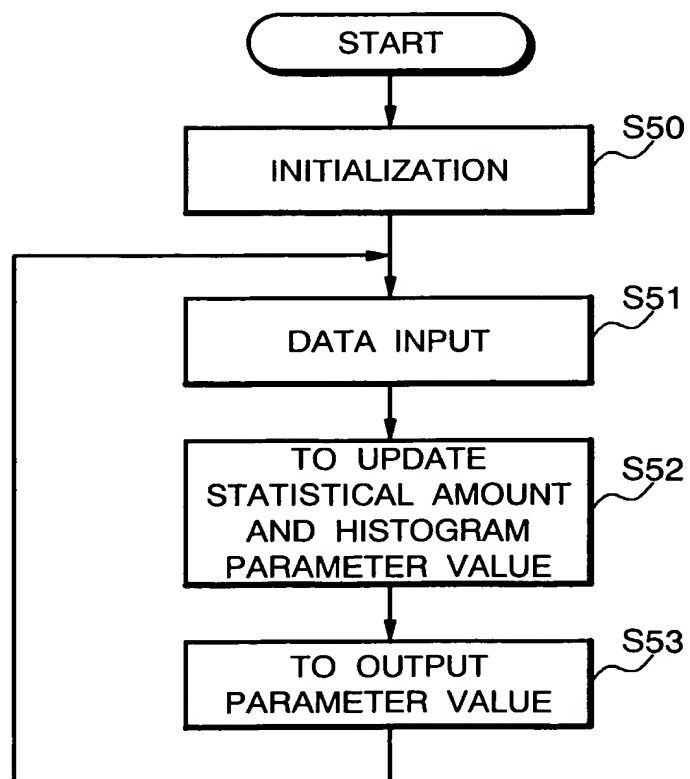 START
S50
INITIALIZATION
S51
DATA INPUT
S52
TO UPDATE
STATISTICAL AMOUNT
AND HISTOGRAM
PARAMETER VALUE
S53
TO OUTPUT
PARAMETER VALUE